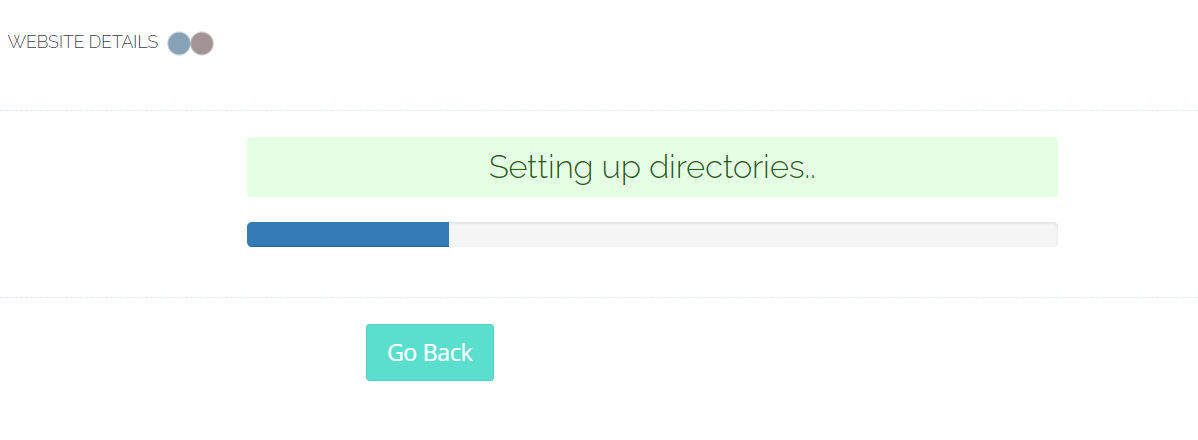 WEBSITE DETAILS
Setting up directories..
Go Back